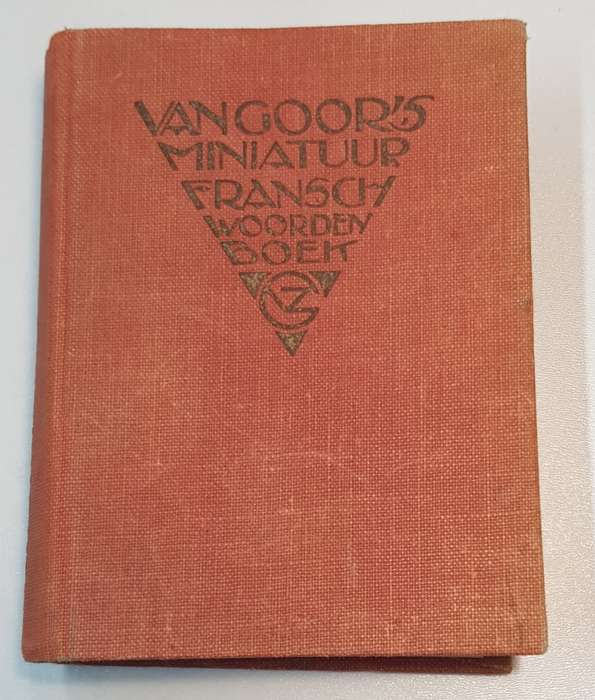 VAN GOOR'S
MINIATUUR
FRANSCH
WOORDEN
BOEK